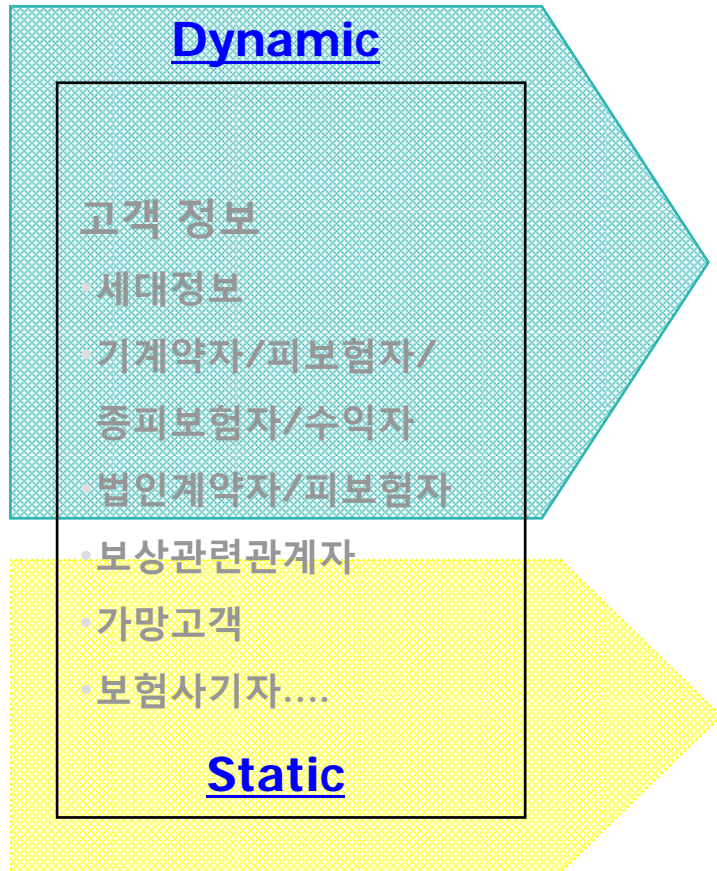 Dynamic
고객 정보
•세대정보
•기계약자/피보험자/
종피보험자/수익자
•법인계약자/피보험자
•보상관련관계자
•가망고객
•보험사기자....
Static